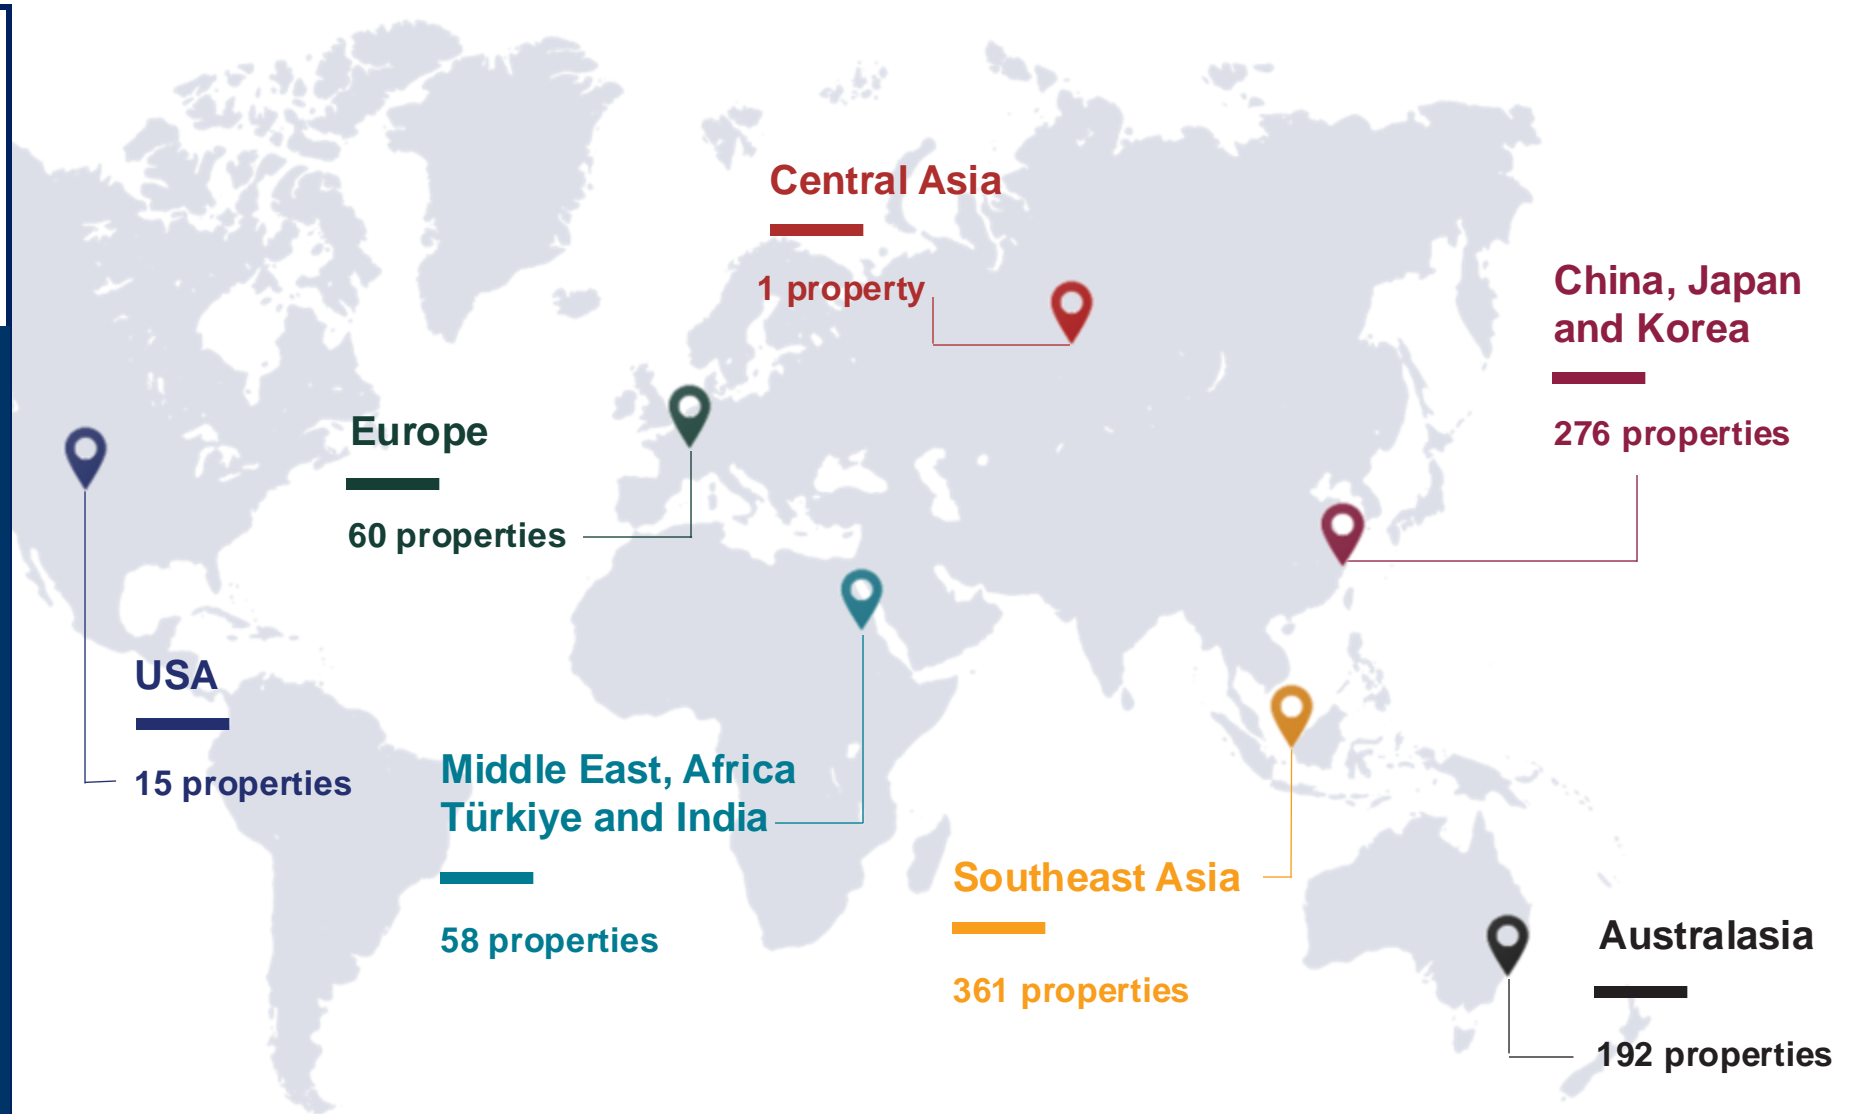 Central Asia
1 property
China, Japan
and Korea
276 properties
Europe
60 properties
USA
15 properties
Middle East, Africa
Türkiye and India
58 properties
Southeast Asia
361 properties
Australasia
192 properties